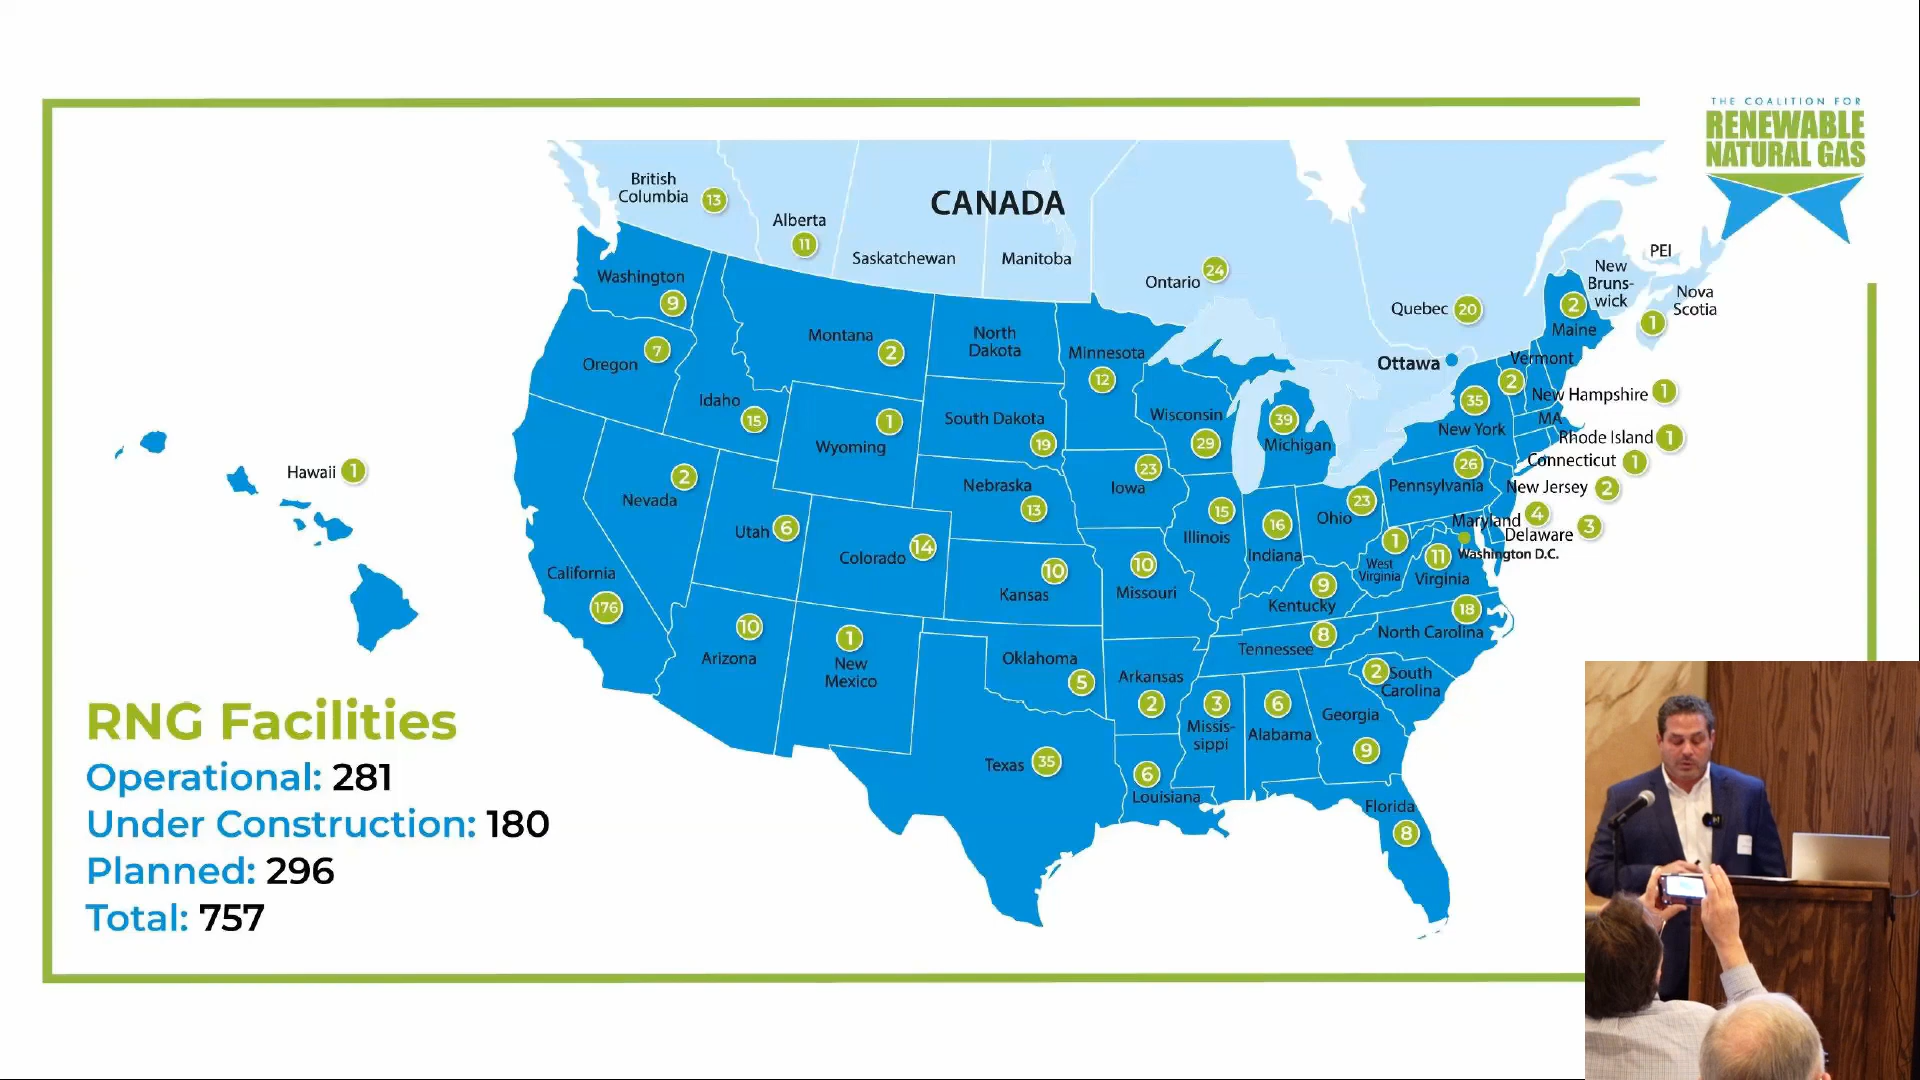 THE COALITION FOR
RENEWABLE
NATURAL GAS
British
Columbia 13
Alberta
11
CANADA
Saskatchewan
Manitoba
Ontario 24
Quebec 20
Ottawa
PEI
New
Bruns-
wick
Nova
Scotia
1
2
Maine
Washington
9
Oregon 7
Idaho
15
Montana 2
North
Dakota
Minnesota
12
Wisconsin
29
39
Michigan
Vermont
2
New Hampshire 1
MA
Rhode Island 1
Connecticut 1
35
New York
26
Pennsylvania
New Jersey 2
Maryland 4
Delaware 3
Washington D.C.
Wyoming 1
South Dakota
19
Nebraska
13
23
Iowa
15
Illinois
16
Indiana
Ohio 23
1
West
Virginia
11
Virginia
Hawaii 1
2
Nevada
Utah 6
Colorado 14
10
Kansas
10
Missouri
9
Kentucky
18
North Carolina
California
176
10
Arizona
1
New
Mexico
Oklahoma
5
Arkansas
2
Tennessee 8
2 South
Carolina
3
Missis-
sippi
6
Alabama
Georgia
9
Texas 35
6
Louisiana
Florida
8
RNG Facilities
Operational: 281
Under Construction: 180
Planned: 296
Total: 757